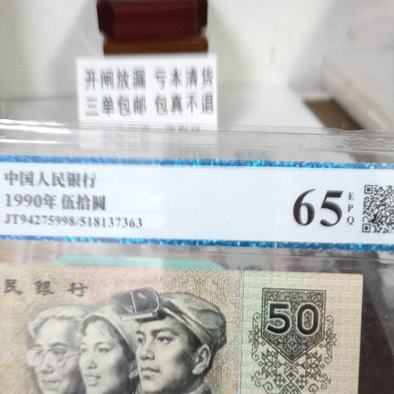 开闸放漏 亏本清货
三单包邮 包真不退
中国人民银行
1990年 伍拾圆
JT94275998/518137363
65
EPQ
民银行
50